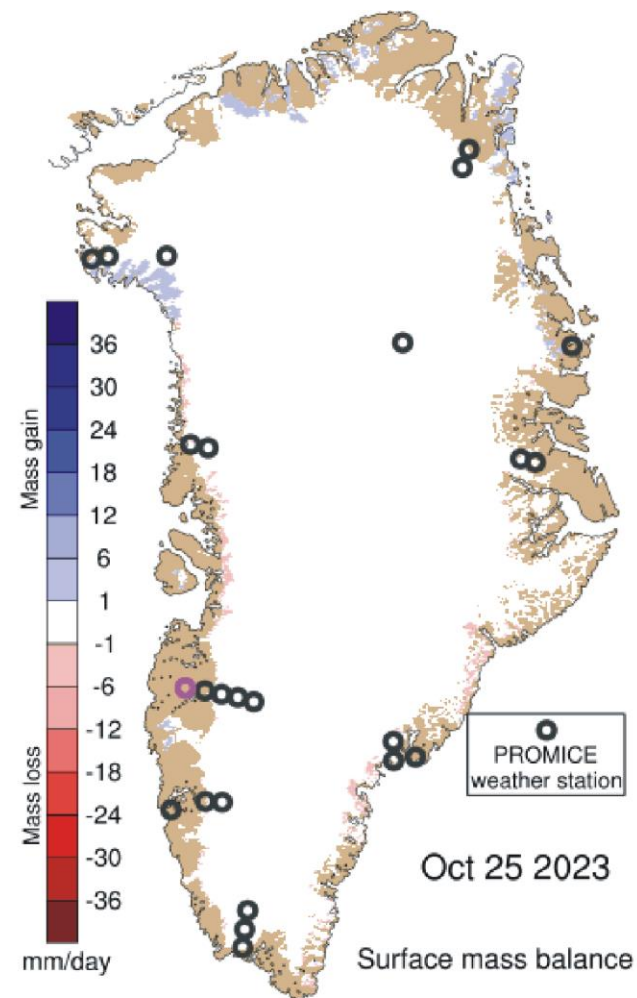 Mass gain
36
30
24
18
12
6
1
-1
-6
-12
-18
-24
-30
-36
Mass loss
mm/day
PROMICE
weather station
Oct 25 2023
Surface mass balance